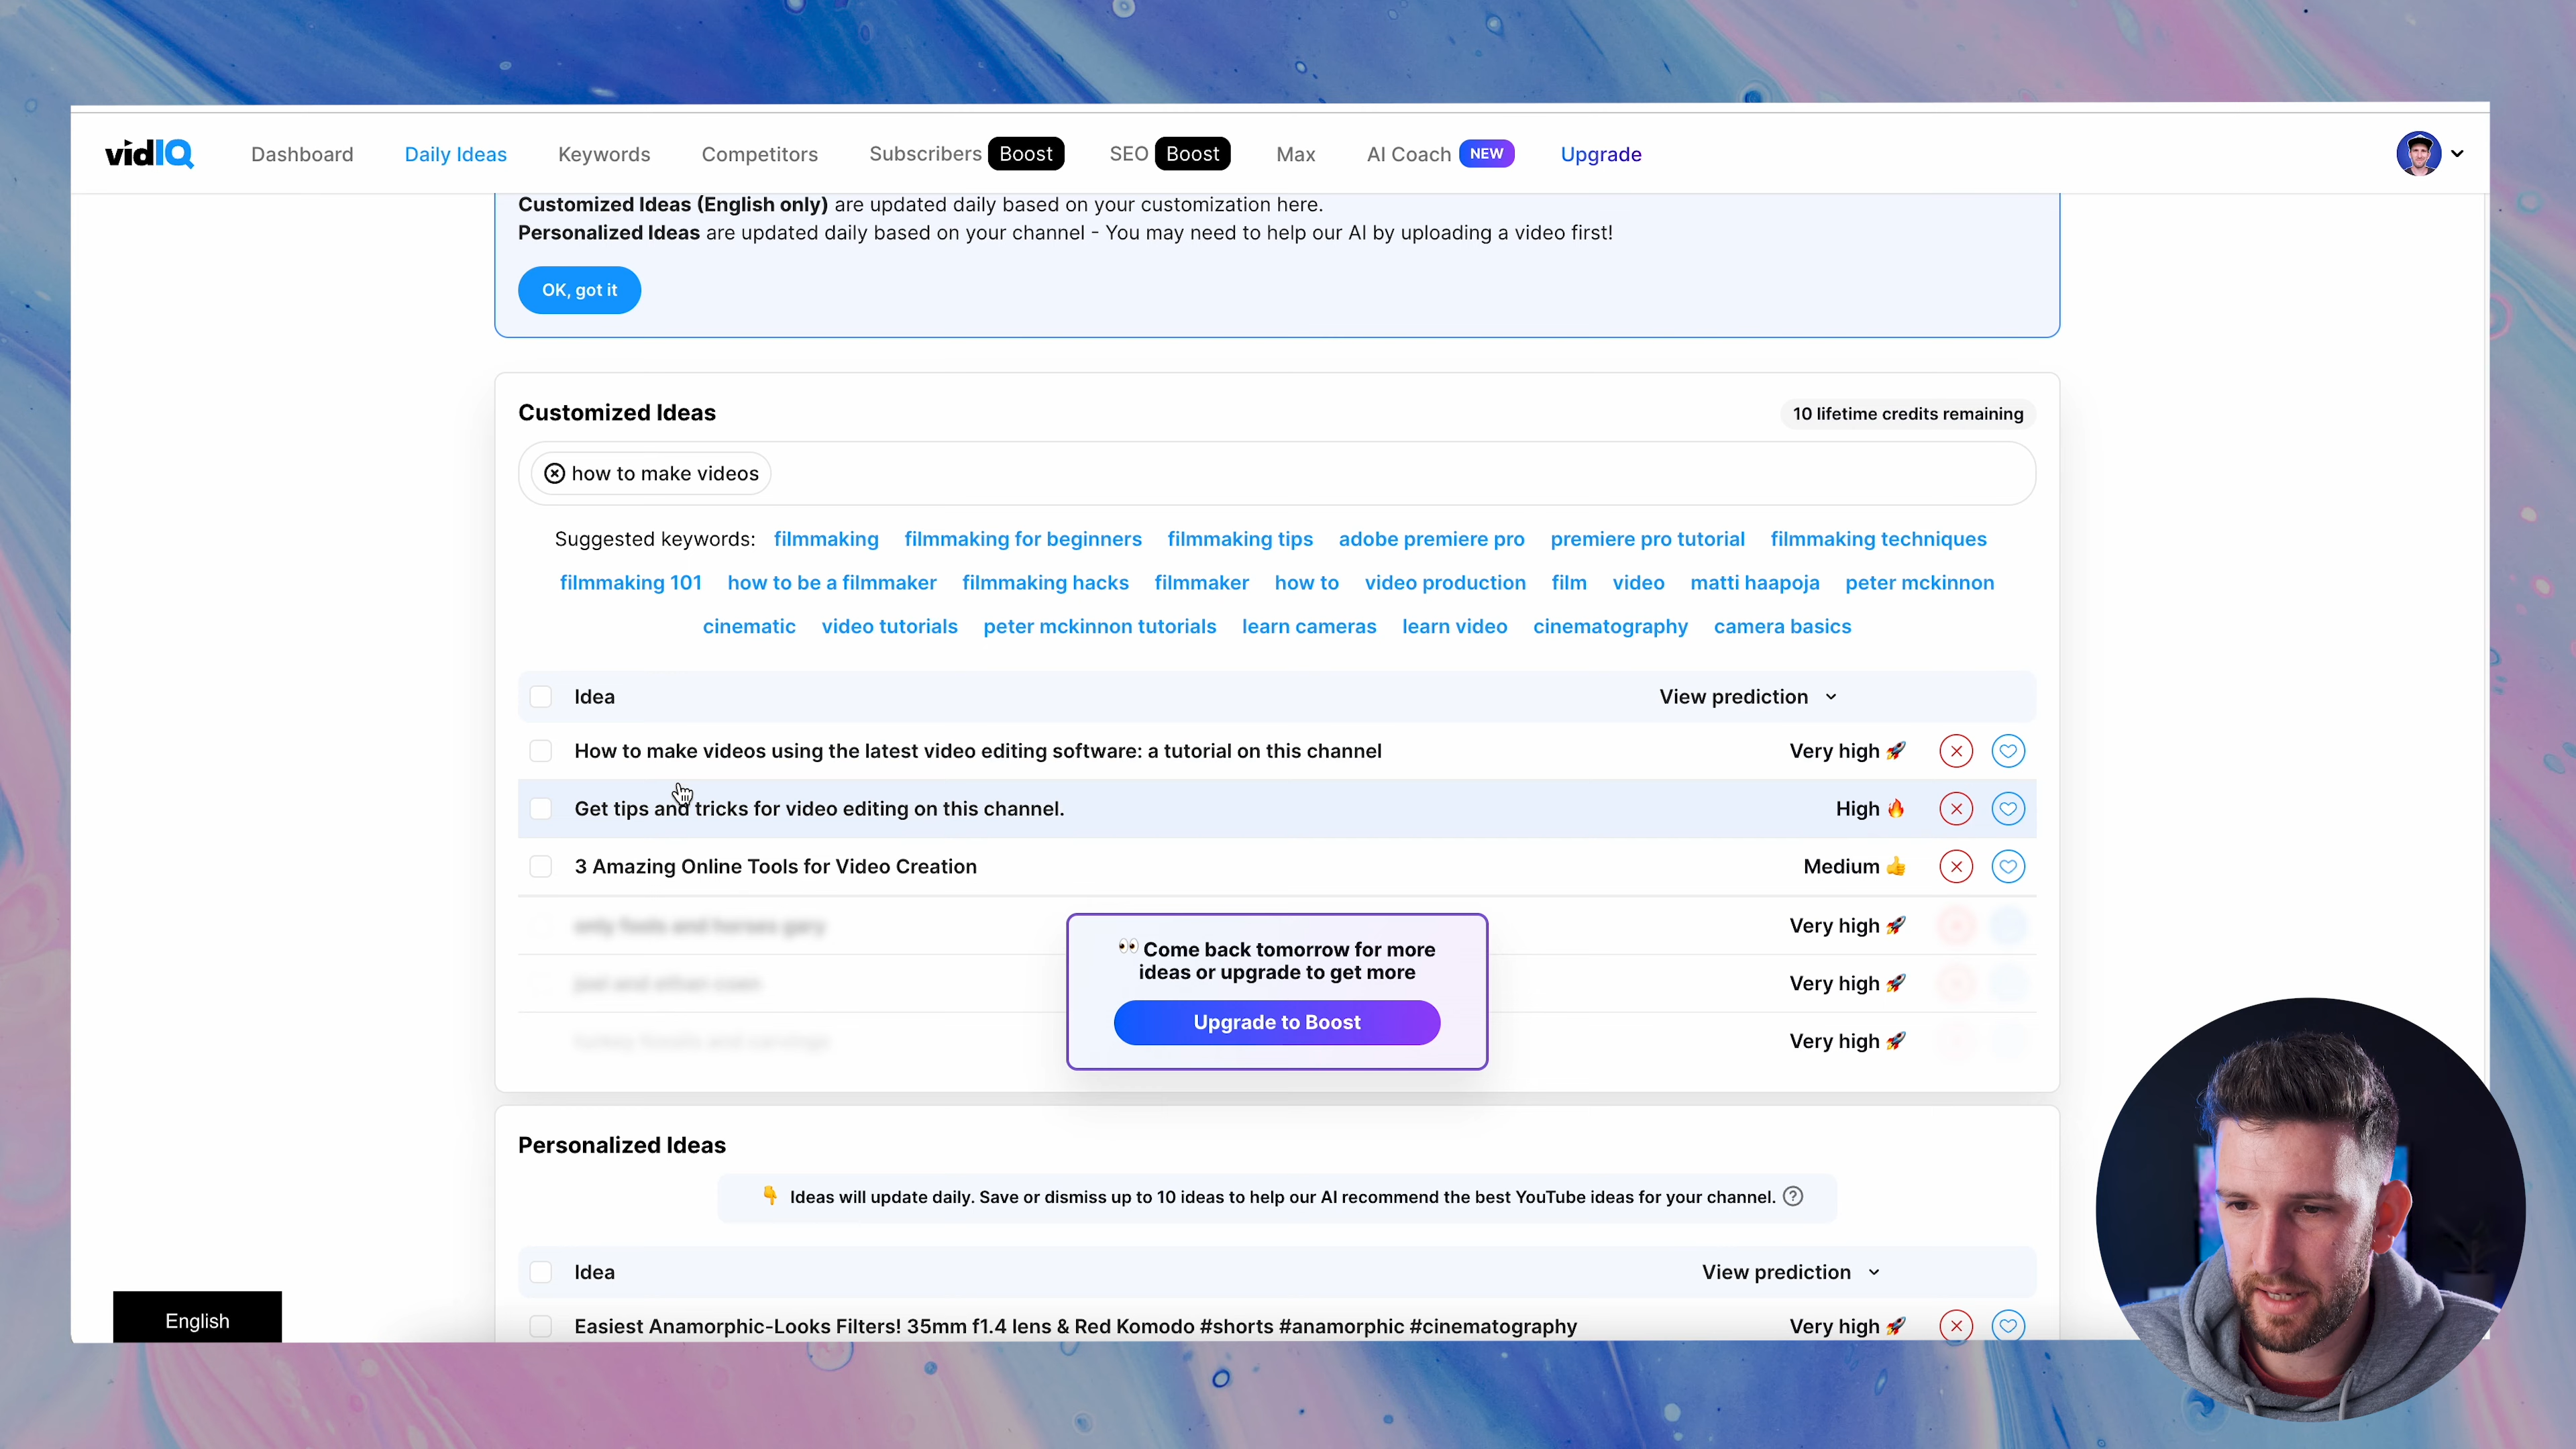 vidIQ Dashboard Daily Ideas Keywords Competitors Subscribers Boost SEO Boost Max AI Coach NEW Upgrade
Customized Ideas (English only) are updated daily based on your customization here.
Personalized Ideas are updated daily based on your channel - You may need to help our AI by uploading a video first!
OK, got it
Customized Ideas 10 lifetime credits remaining
how to make videos
Suggested keywords: filmmaking filmmaking for beginners filmmaking tips adobe premiere pro premiere pro tutorial filmmaking techniques
filmmaking 101 how to be a filmmaker filmmaking hacks filmmaker how to video production film video matti haapoja peter mckinnon
cinematic video tutorials peter mckinnon tutorials learn cameras learn video cinematography camera basics
Idea View prediction
How to make videos using the latest video editing software: a tutorial on this channel Very high 🚀
Get tips and tricks for video editing on this channel. High 🔥
3 Amazing Online Tools for Video Creation Medium 👍
only fools and horses gary Very high 🚀
joel and ethan coen Very high 🚀
Very high 🚀
👀 Come back tomorrow for more
ideas or upgrade to get more
Upgrade to Boost
Personalized Ideas
👇 Ideas will update daily. Save or dismiss up to 10 ideas to help our AI recommend the best YouTube ideas for your channel. ?
Idea View prediction
Easiest Anamorphic-Looks Filters! 35mm f1.4 lens & Red Komodo #shorts #anamorphic #cinematography Very high 🚀
English